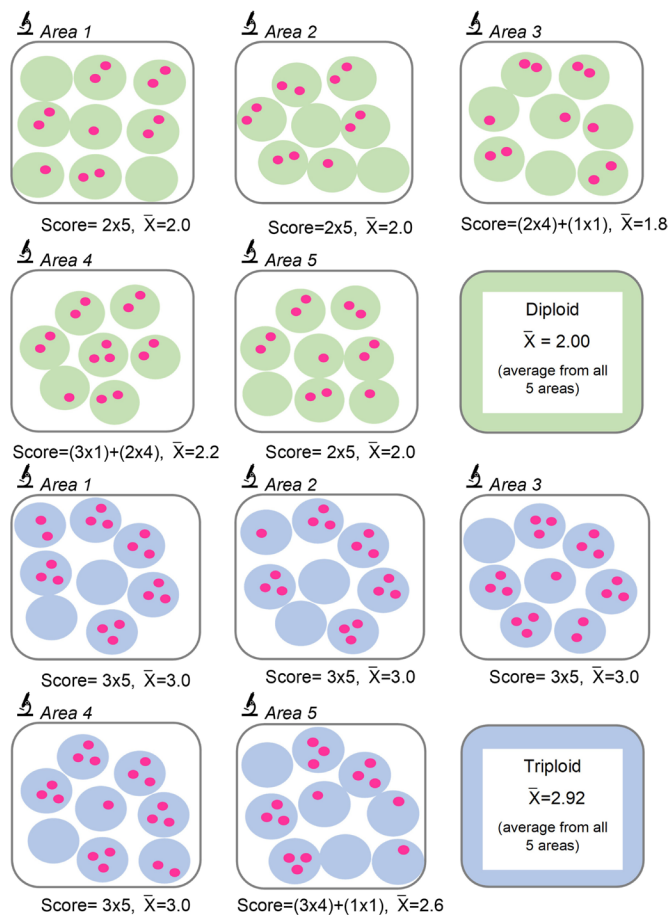 Area 1
Area 2
Area 3
Score= 2x5, X̅=2.0
Score=2x5, X̅=2.0
Score=(2x4)+(1x1), X̅=1.8
Area 4
Area 5
Diploid
X̅ = 2.00
(average from all
5 areas)
Score=(3x1)+(2x4), X̅=2.2
Score= 2x5, X̅=2.0
Area 1
Area 2
Area 3
Score= 3x5, X̅=3.0
Score= 3x5, X̅=3.0
Score= 3x5, X̅=3.0
Area 4
Area 5
Triploid
X̅=2.92
(average from all
5 areas)
Score= 3x5, X̅=3.0
Score=(3x4)+(1x1), X̅=2.6